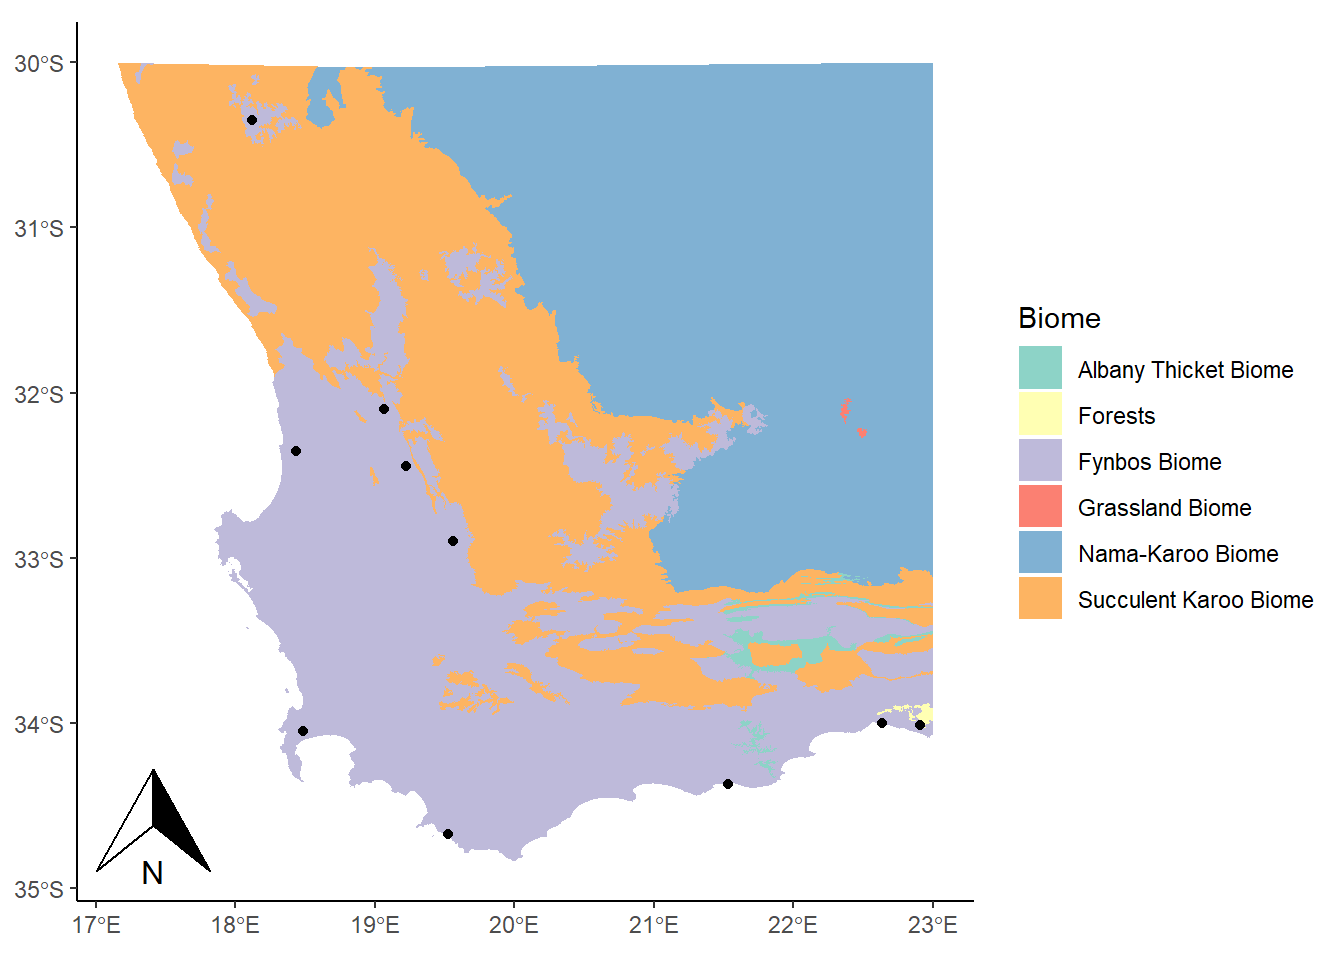 30°S
31°S
32°S
33°S
34°S
35°S
17°E
18°E
19°E
20°E
21°E
22°E
23°E
N
Biome
Albany Thicket Biome
Forests
Fynbos Biome
Grassland Biome
Nama-Karoo Biome
Succulent Karoo Biome